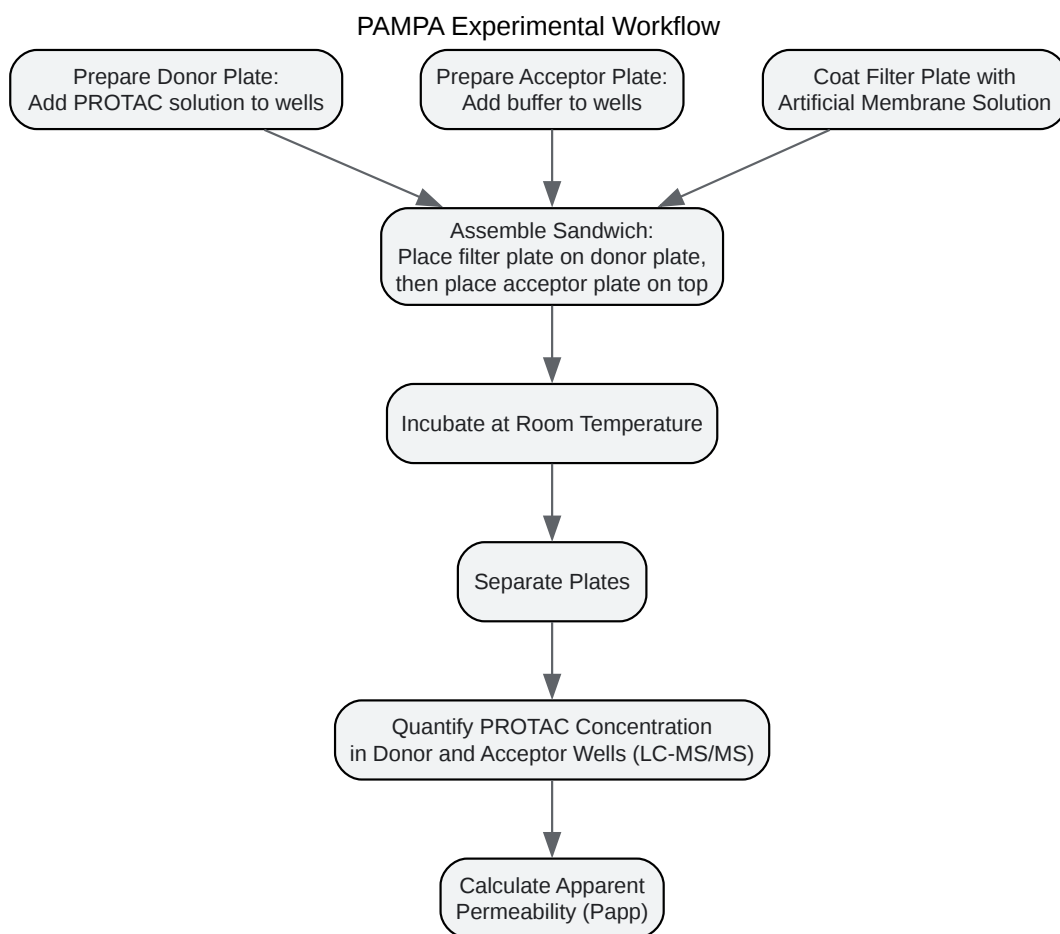 PAMPA Experimental Workflow
Prepare Donor Plate:
Add PROTAC solution to wells
Prepare Acceptor Plate:
Add buffer to wells
Coat Filter Plate with
Artificial Membrane Solution
Assemble Sandwich:
Place filter plate on donor plate,
then place acceptor plate on top
Incubate at Room Temperature
Separate Plates
Quantify PROTAC Concentration
in Donor and Acceptor Wells (LC-MS/MS)
Calculate Apparent
Permeability (Papp)